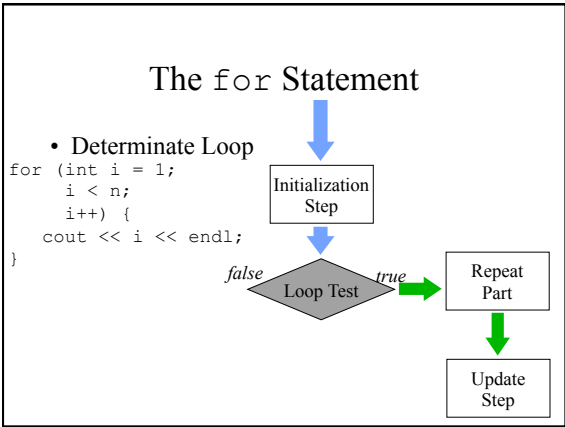 The for Statement
• Determinate Loop
for (int i = 1;
i < n;
i++) {
cout << i << endl;
}
Initialization
Step
false
true
Loop Test
Repeat
Part
Update
Step